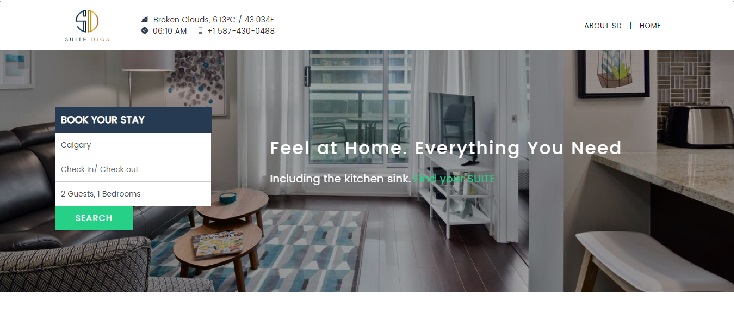 SUITE DIGS
Broken Clouds, 6.13°C / 43.034F
06:10 AM +1 587-430-0488
ABOUT SD | HOME
BOOK YOUR STAY
Calgary
Check In/ Check out
2 Guests, 1 Bedrooms
SEARCH
Feel at Home. Everything You Need
Including the kitchen sink. Find your SUITE